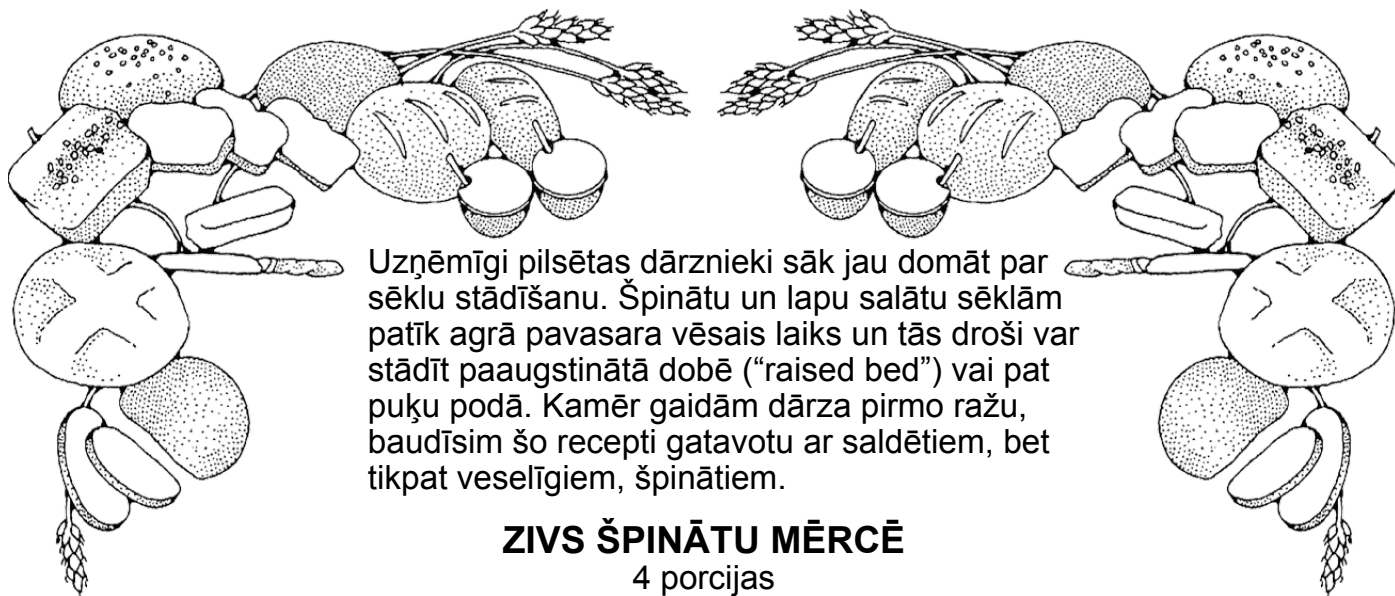 Uzņēmīgi pilsētas dārznieki sāk jau domāt par
sēklu stādīšanu. Špinātu un lapu salātu sēklām
patīk agrā pavasara vēsais laiks un tās droši var
stādīt paaugstinātā dobē (“raised bed”) vai pat
puķu podā. Kamēr gaidām dārza pirmo ražu,
baudīsim šo recepti gatavotu ar saldētiem, bet
tikpat veselīgiem, špinātiem.
ZIVS ŠPINĀTU MĒRCĒ
4 porcijas